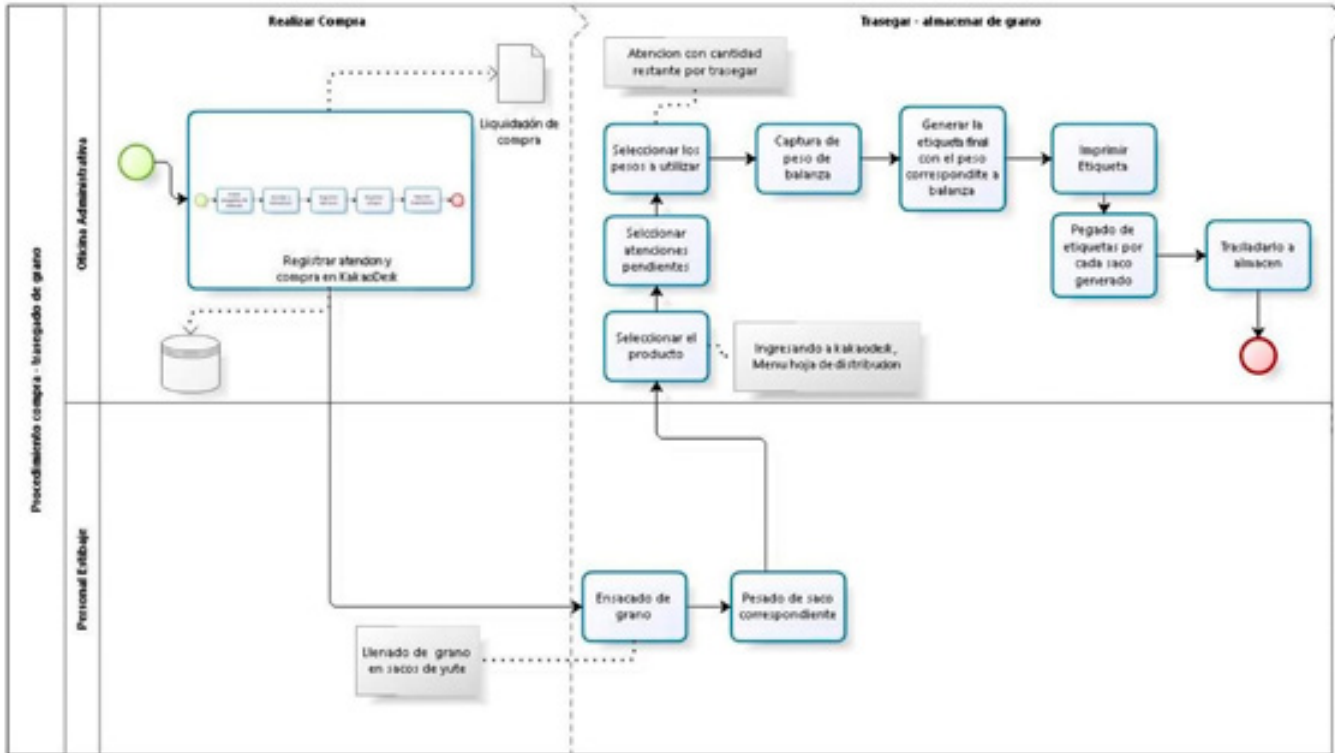 Realizar Compra
Trasegar - almacenar de grano
Procedimiento compra - trasegado de grano
Oficina Administrativa
Liquidación de
compra
Registrar atencion y
compra en KakaoDesk
Atencion con cantidad
restante por trasegar
Seleccionar los
pesos a utilizar
Captura de
peso de
balanza
Generar la
etiqueta final
con el peso
correspondite a
balanza
Imprimir
Etiqueta
Selccionar
atenciones
pendientes
Pegado de
etiquetas por
cada saco
generado
Trasladarlo a
almacen
Seleccionar el
producto
Ingresando a kakaodesk,
Menu hoja de distribucion
Personal
Ensacado de
grano
Pesado de saco
correspondiente
Llenado de grano
en sacos de yute